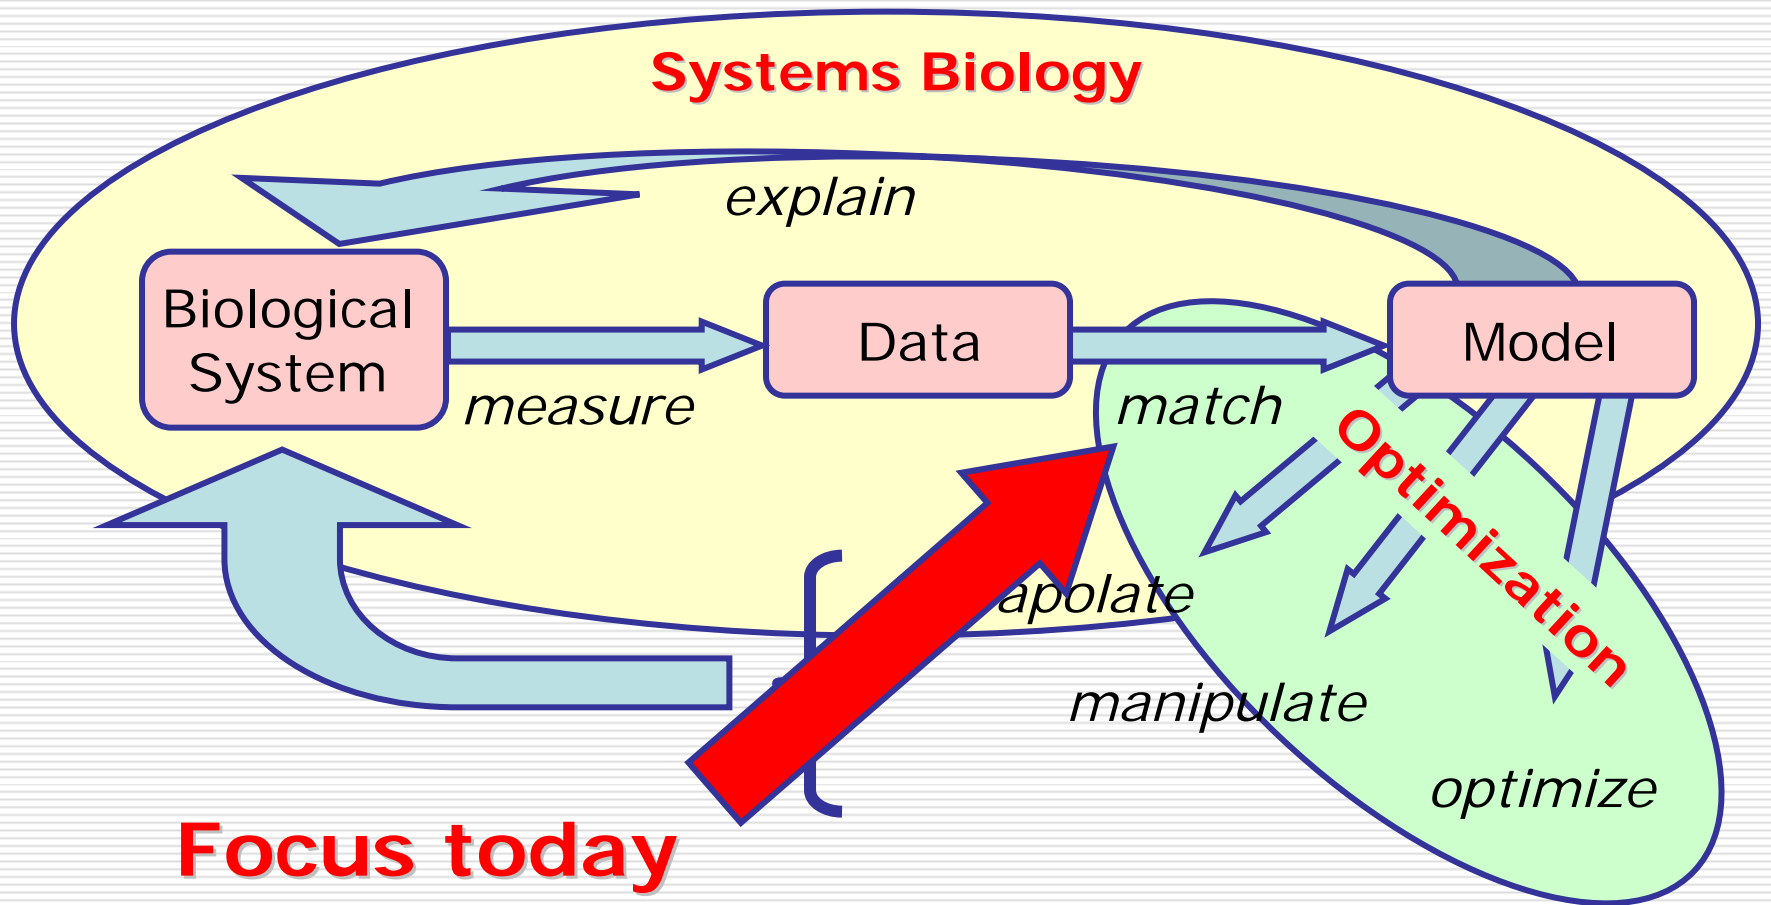 Systems Biology
explain
Biological
System
Data
Model
measure
match
Optimization
apolate
manipulate
optimize
Focus today